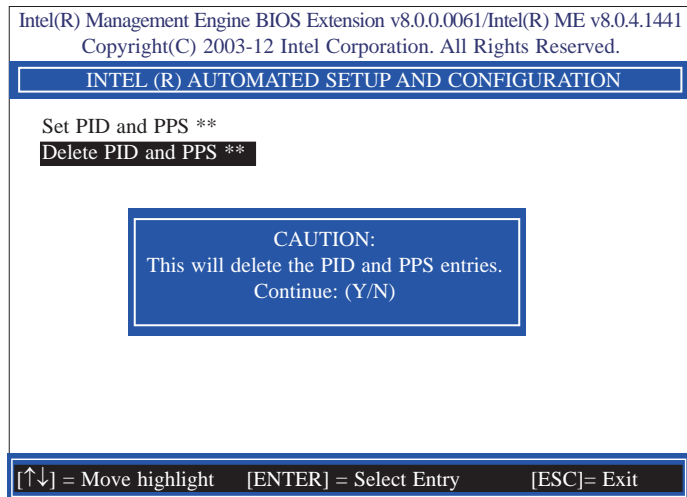 Intel(R) Management Engine BIOS Extension v8.0.0.0061/Intel(R) ME v8.0.4.1441
Copyright(C) 2003-12 Intel Corporation. All Rights Reserved.
INTEL (R) AUTOMATED SETUP AND CONFIGURATION
Set PID and PPS **
Delete PID and PPS **
CAUTION:
This will delete the PID and PPS entries.
Continue: (Y/N)
[↑↓] = Move highlight [ENTER] = Select Entry [ESC]= Exit